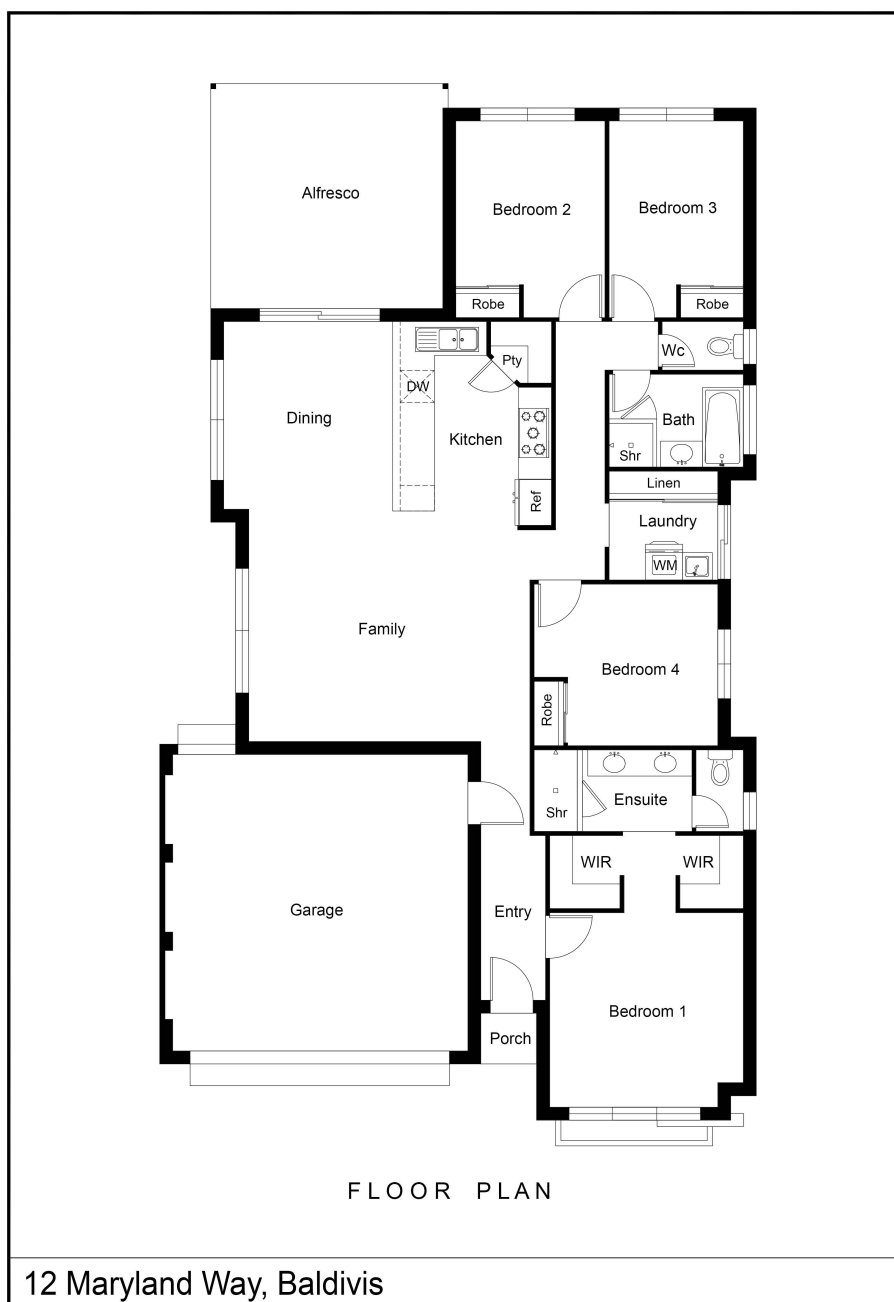 Alfresco
Bedroom 2
Bedroom 3
Robe
Robe
Wc
Pty
DW
Dining
Kitchen
Bath
Shr
Linen
Ref
Laundry
WM
Family
Bedroom 4
Robe
Ensuite
Shr
WIR
WIR
Garage
Entry
Bedroom 1
Porch
FLOOR PLAN
12 Maryland Way, Baldivis